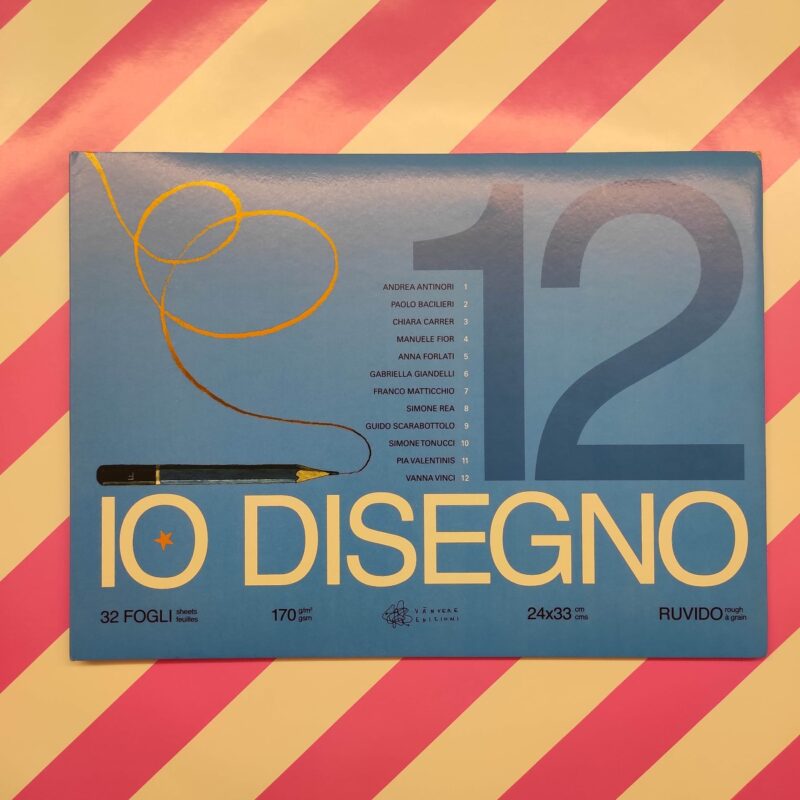 12
ANDREA ANTINORI 1
PAOLO BACILIERI 2
CHIARA CARRER 3
MANUELE FIOR 4
ANNA FORLATI 5
GABRIELLA GIANDELLI 6
FRANCO MATTICCHIO 7
SIMONE REA 8
GUIDO SCARABOTTOLO 9
SIMONE TONUCCI 10
PIA VALENTINIS 11
VANNA VINCI 12
F
IO DISEGNO
32 FOGLI sheets
feuilles
170 g/m²
gsm
VÀNVERE
EDIZIONI
24x33 cm
cms
RUVIDO rough
à grain